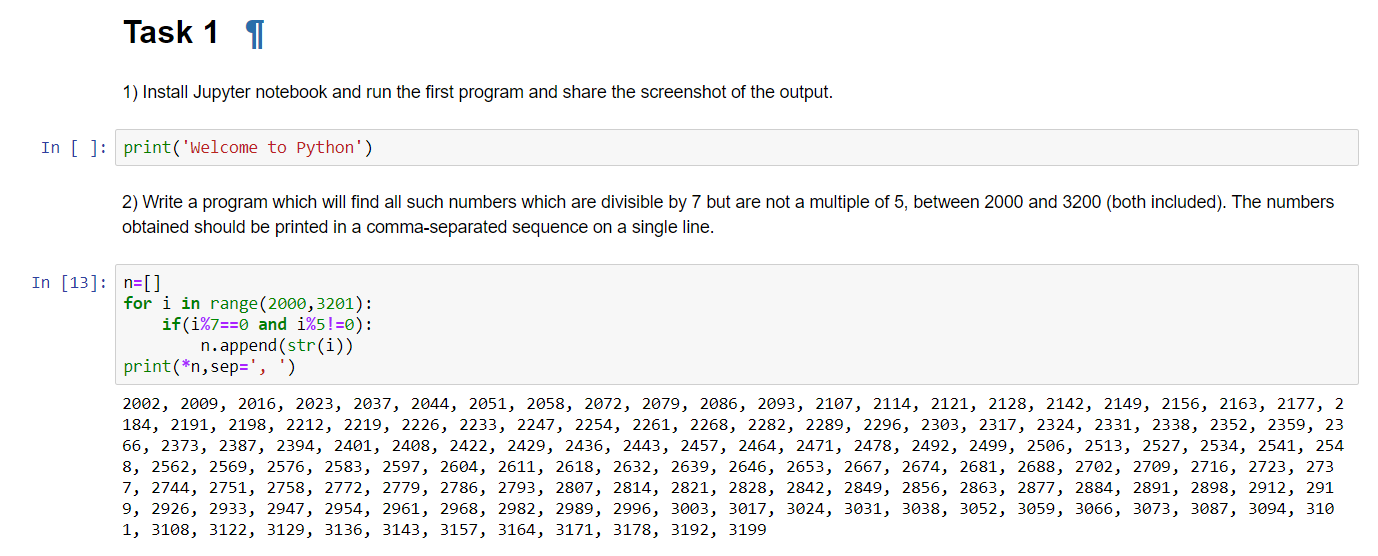 Task 1 ¶
1) Install Jupyter notebook and run the first program and share the screenshot of the output.
In [ ]: print('Welcome to Python')
2) Write a program which will find all such numbers which are divisible by 7 but are not a multiple of 5, between 2000 and 3200 (both included). The numbers
obtained should be printed in a comma-separated sequence on a single line.
In [13]: n=[]
for i in range(2000,3201):
    if(i%7==0 and i%5!=0):
        n.append(str(i))
print(*n,sep=', ')
2002, 2009, 2016, 2023, 2037, 2044, 2051, 2058, 2072, 2079, 2086, 2093, 2107, 2114, 2121, 2128, 2142, 2149, 2156, 2163, 2177, 2
184, 2191, 2198, 2212, 2219, 2226, 2233, 2247, 2254, 2261, 2268, 2282, 2289, 2296, 2303, 2317, 2324, 2331, 2338, 2352, 2359, 23
66, 2373, 2387, 2394, 2401, 2408, 2422, 2429, 2436, 2443, 2457, 2464, 2471, 2478, 2492, 2499, 2506, 2513, 2527, 2534, 2541, 254
8, 2562, 2569, 2576, 2583, 2597, 2604, 2611, 2618, 2632, 2639, 2646, 2653, 2667, 2674, 2681, 2688, 2702, 2709, 2716, 2723, 273
7, 2744, 2751, 2758, 2772, 2779, 2786, 2793, 2807, 2814, 2821, 2828, 2842, 2849, 2856, 2863, 2877, 2884, 2891, 2898, 2912, 291
9, 2926, 2933, 2947, 2954, 2961, 2968, 2982, 2989, 2996, 3003, 3017, 3024, 3031, 3038, 3052, 3059, 3066, 3073, 3087, 3094, 310
1, 3108, 3122, 3129, 3136, 3143, 3157, 3164, 3171, 3178, 3192, 3199